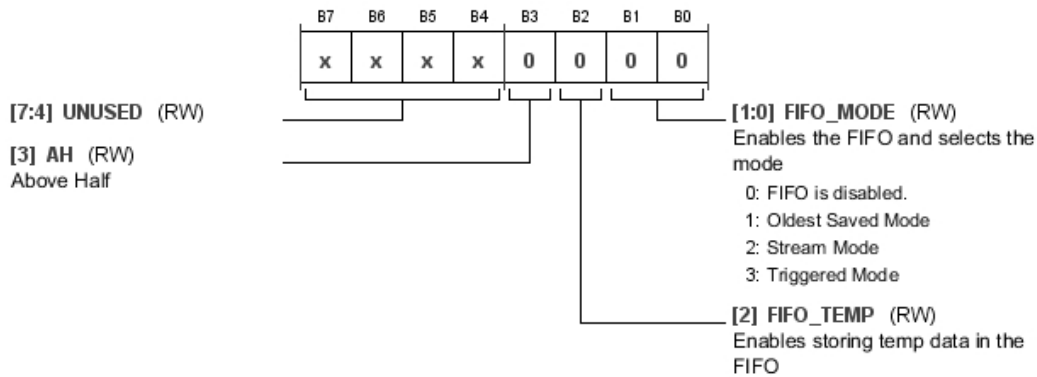 B7 B6 B5 B4 B3 B2 B1 B0
x x x x 0 0 0 0
[7:4] UNUSED (RW)
[3] AH (RW)
Above Half
[1:0] FIFO_MODE (RW)
Enables the FIFO and selects the
mode
0: FIFO is disabled.
1: Oldest Saved Mode
2: Stream Mode
3: Triggered Mode
[2] FIFO_TEMP (RW)
Enables storing temp data in the
FIFO